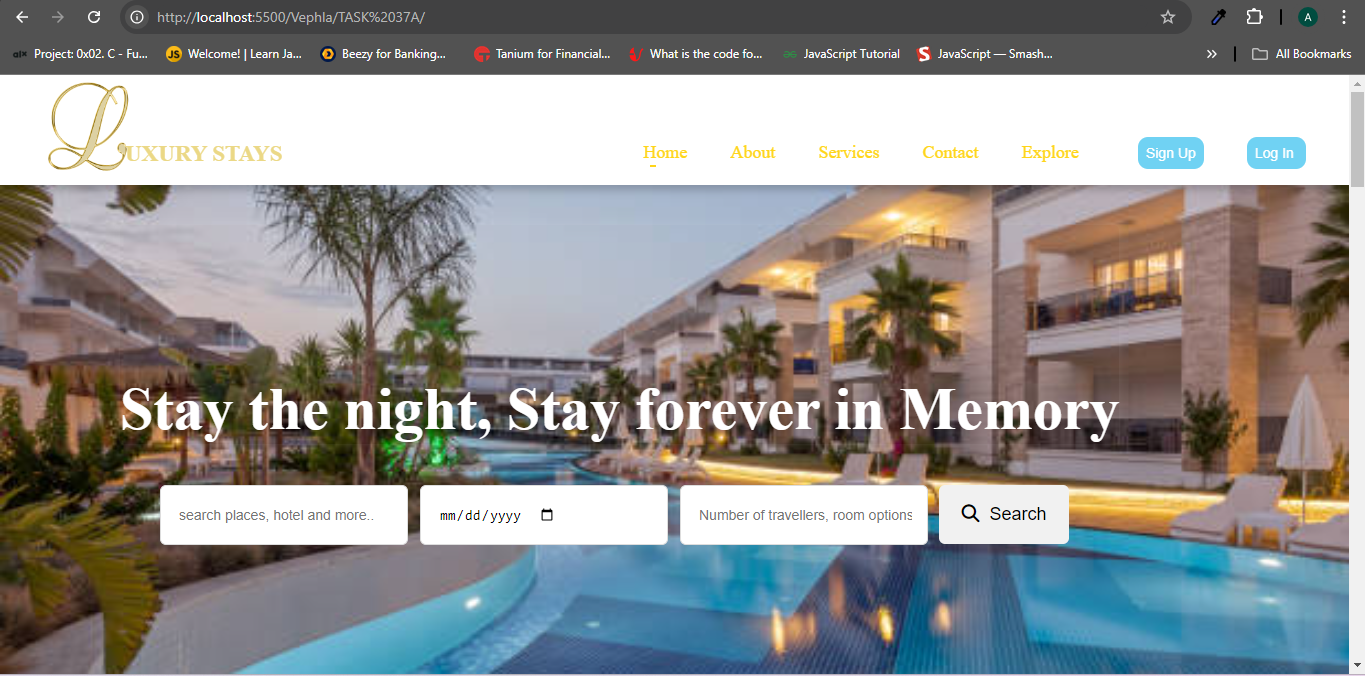 http://localhost:5500/Vephla/TASK%2037A/
A
alx Project: 0x02. C - Fu... JS Welcome! | Learn Ja... Beezy for Banking... Tanium for Financial... What is the code fo... JavaScript Tutorial S JavaScript — Smash... » All Bookmarks
LUXURY STAYS
Home About Services Contact Explore Sign Up Log In
Stay the night, Stay forever in Memory
search places, hotel and more.. mm/dd/yyyy Number of travellers, room options Search